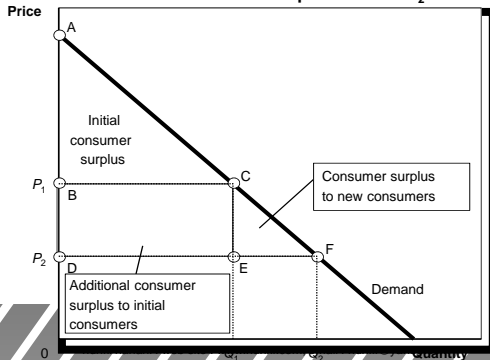 Price
A
Initial
consumer
surplus
P₁
C
B
Consumer surplus
to new consumers
P₂
F
D
E
Additional consumer
surplus to initial
consumers
Demand
0
Q₁
Q₂
Quantity